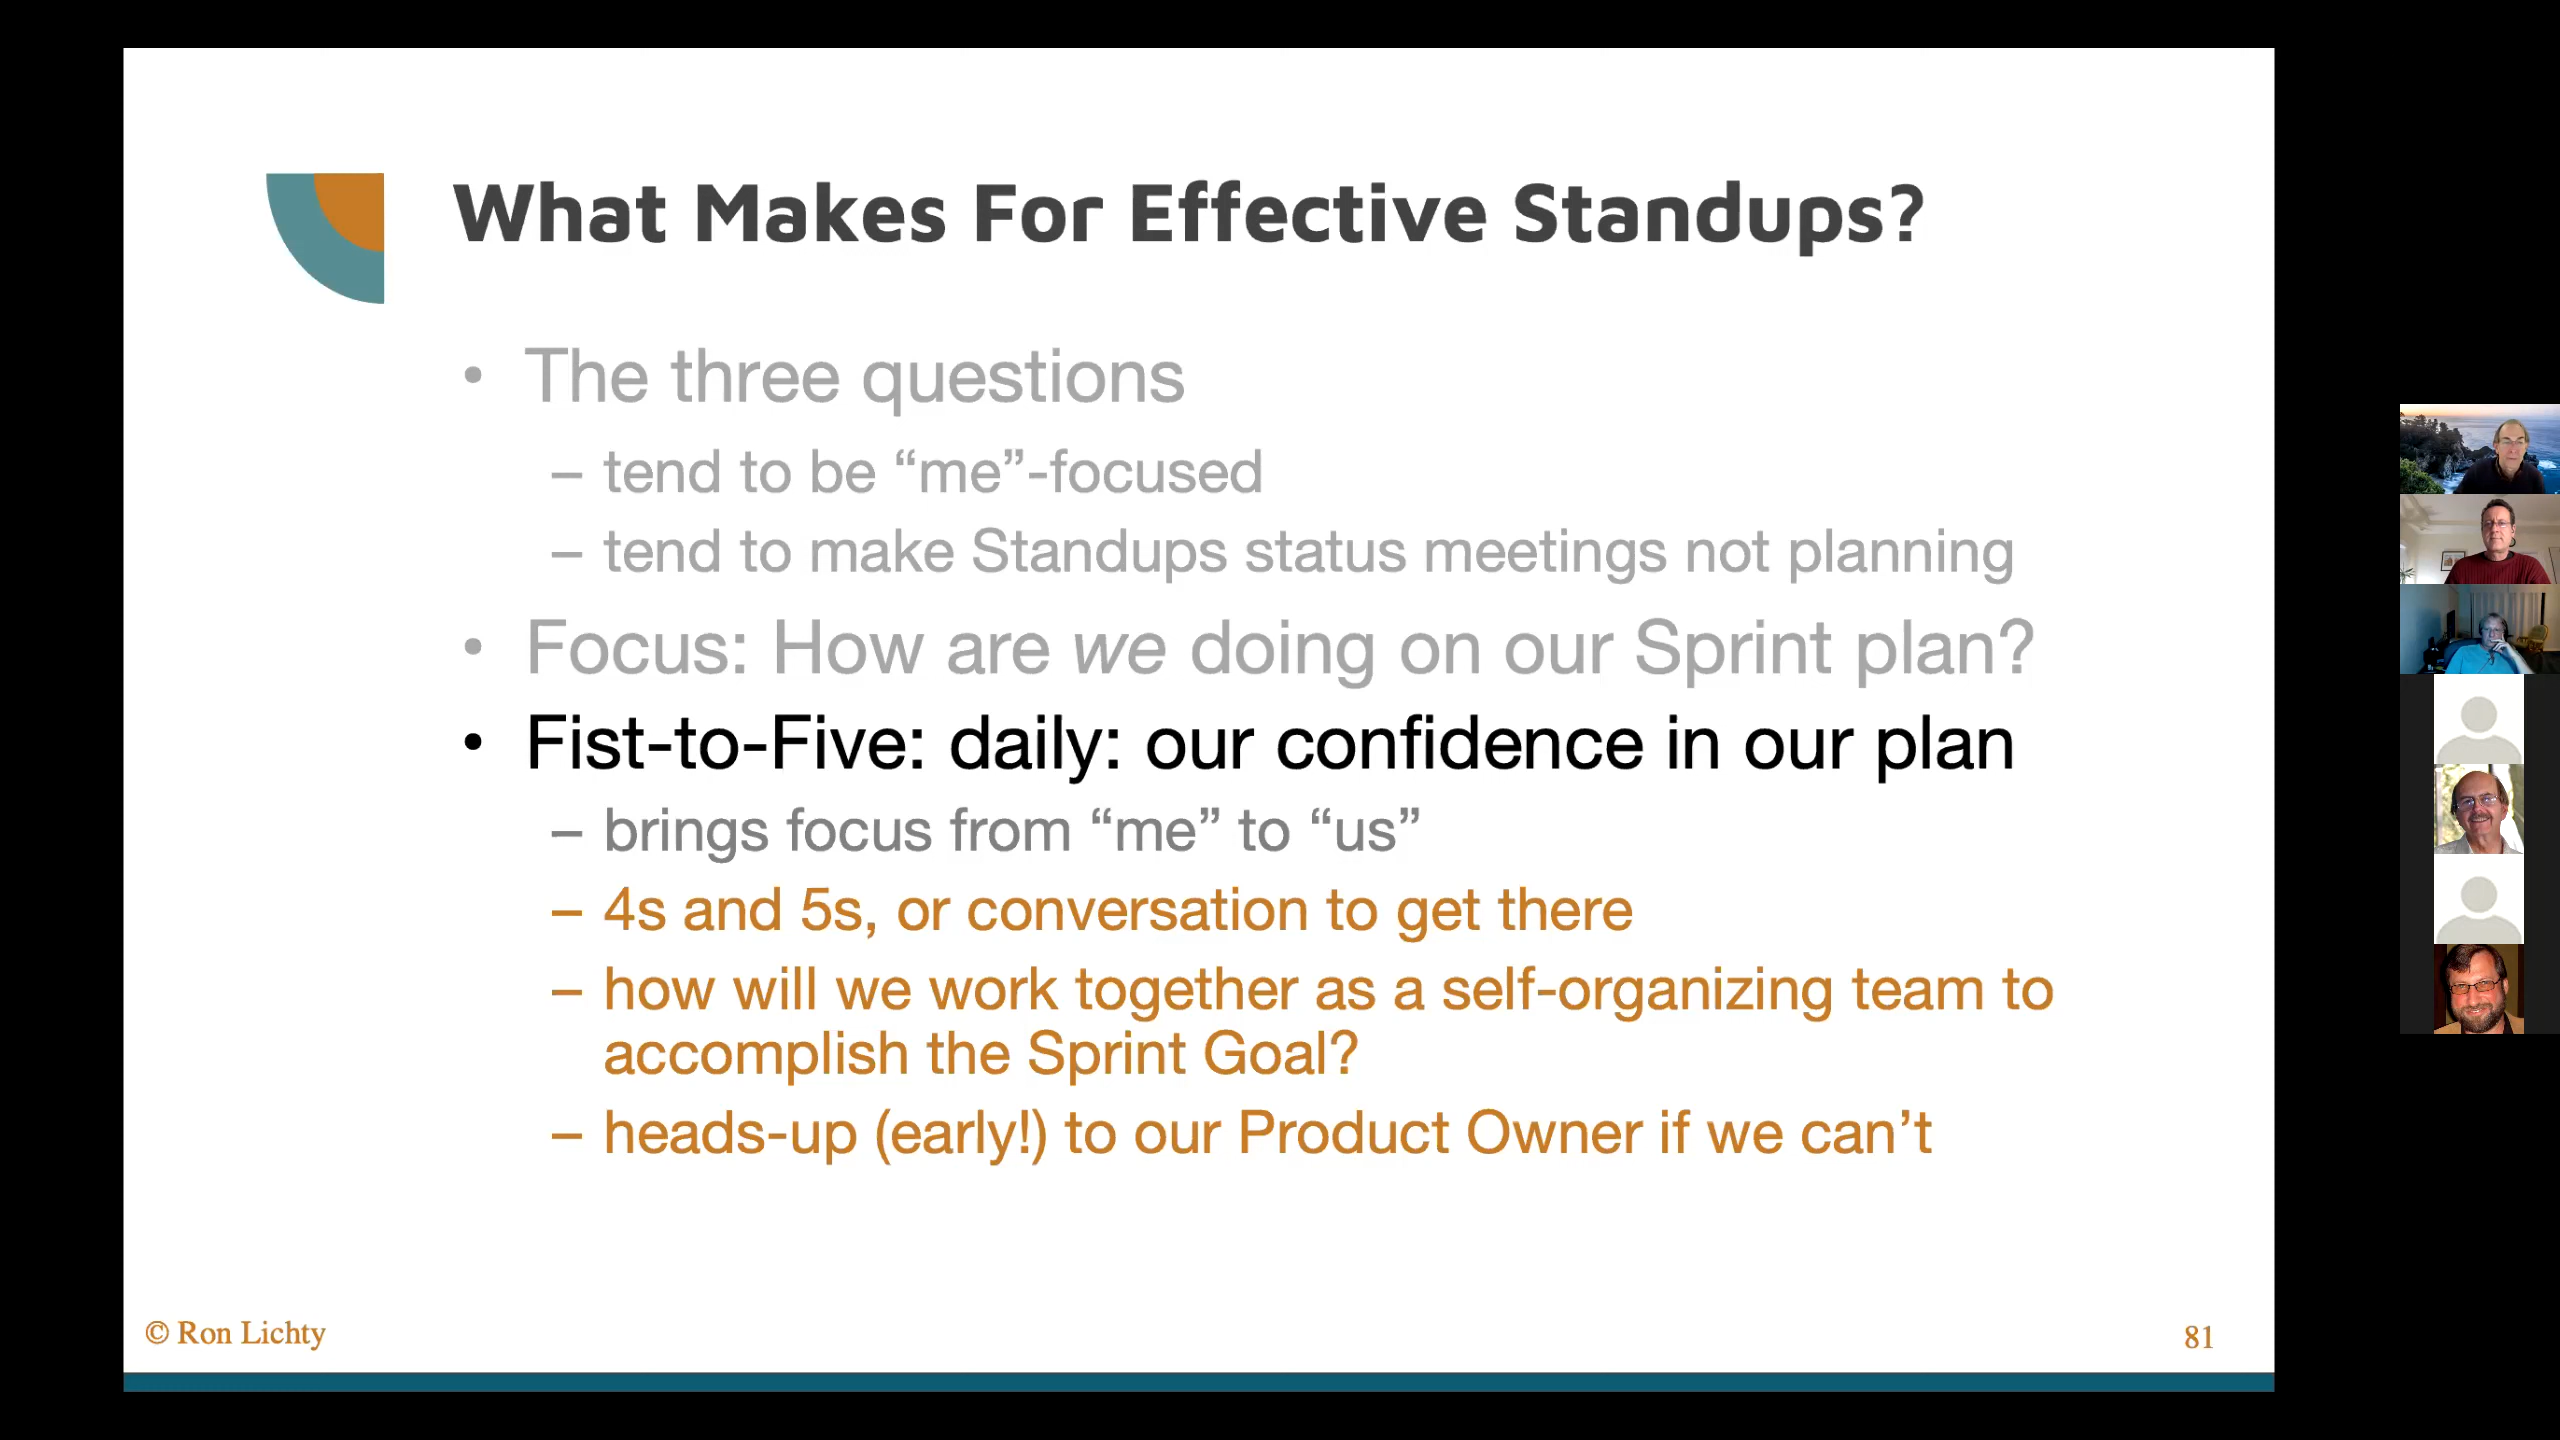 What Makes For Effective Standups?
• The three questions
– tend to be “me”-focused
– tend to make Standups status meetings not planning
• Focus: How are we doing on our Sprint plan?
• Fist-to-Five: daily: our confidence in our plan
– brings focus from “me” to “us”
– 4s and 5s, or conversation to get there
– how will we work together as a self-organizing team to
accomplish the Sprint Goal?
– heads-up (early!) to our Product Owner if we can’t
© Ron Lichty
81